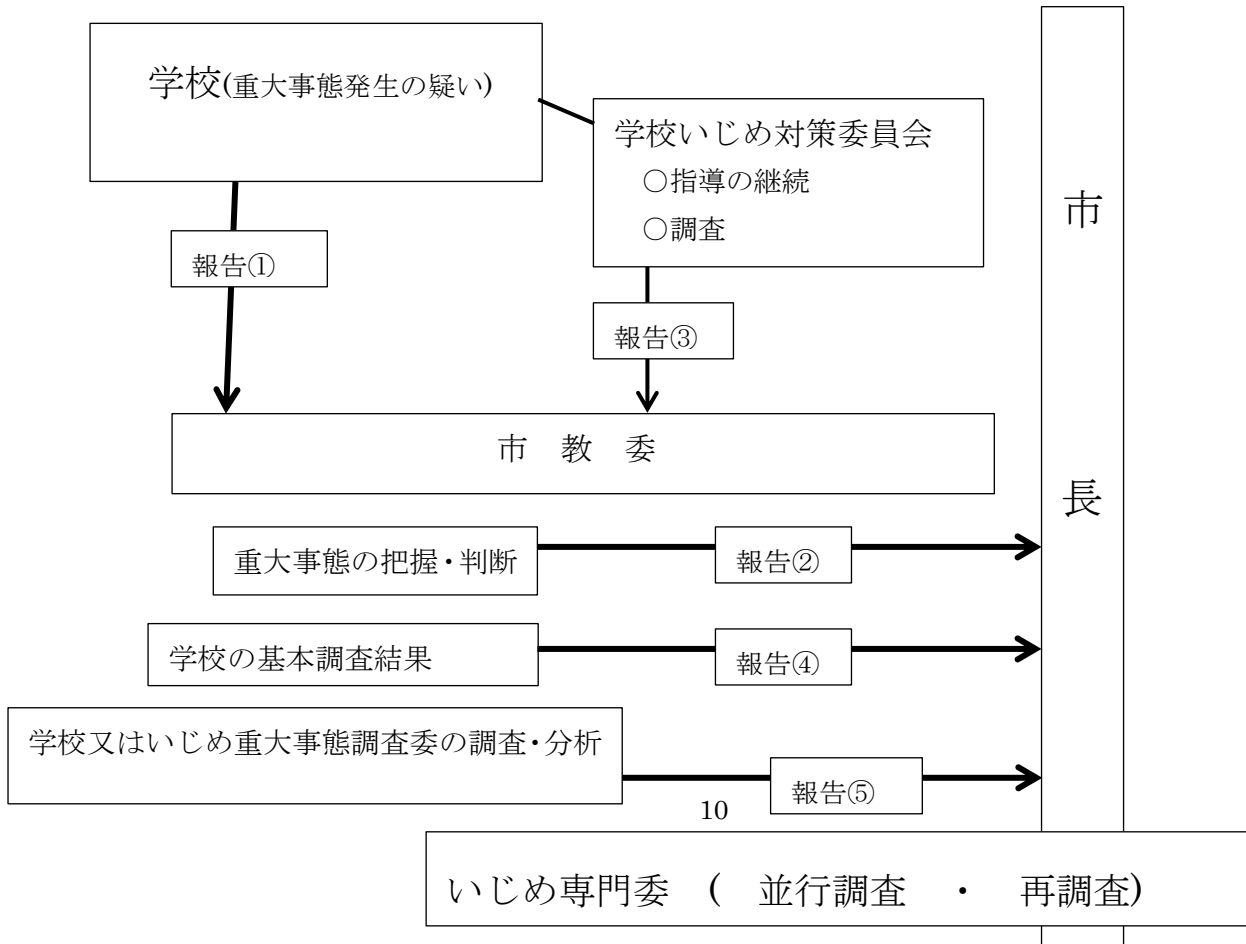 学校(重大事態発生の疑い)
学校いじめ対策委員会
○指導の継続
○調査
報告①
報告③
市教委
市長
重大事態の把握・判断
報告②
学校の基本調査結果
報告④
学校又はいじめ重大事態調査委の調査・分析
報告⑤
10
いじめ専門委 ( 並行調査 ・ 再調査)